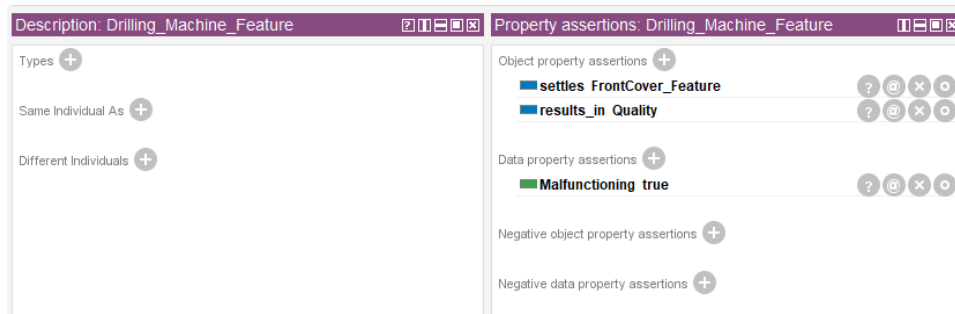 Description: Drilling_Machine_Feature
Types
Same Individual As
Different Individuals
Property assertions: Drilling_Machine_Feature
Object property assertions
settles FrontCover_Feature
results_in Quality
Data property assertions
Malfunctioning true
Negative object property assertions
Negative data property assertions